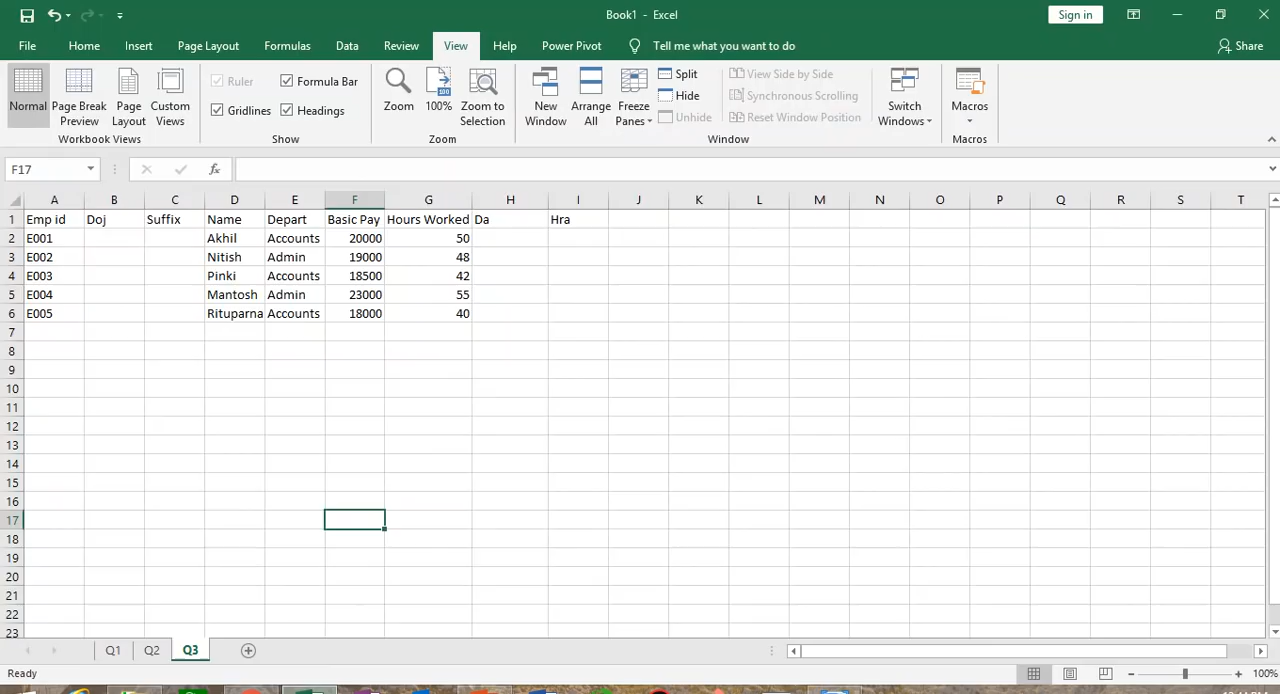 Book1 - Excel
Sign in
File Home Insert Page Layout Formulas Data Review View Help Power Pivot Tell me what you want to do Share
Normal Page Break Preview Page Layout Custom Views
Workbook Views
Ruler Formula Bar
Gridlines Headings
Show
Zoom 100% Zoom to Selection
Zoom
New Window Arrange All Freeze Panes
Split
Hide
Unhide
View Side by Side
Synchronous Scrolling
Reset Window Position
Switch Windows
Window
Macros
Macros
F17 fx
A B C D E F G H I J K L M N O P Q R S T
1 Emp id Doj Suffix Name Depart Basic Pay Hours Worked Da Hra
2 E001 Akhil Accounts 20000 50
3 E002 Nitish Admin 19000 48
4 E003 Pinki Accounts 18500 42
5 E004 Mantosh Admin 23000 55
6 E005 Rituparna Accounts 18000 40
7
8
9
10
11
12
13
14
15
16
17
18
19
20
21
22
23
Q1 Q2 Q3
Ready 100%